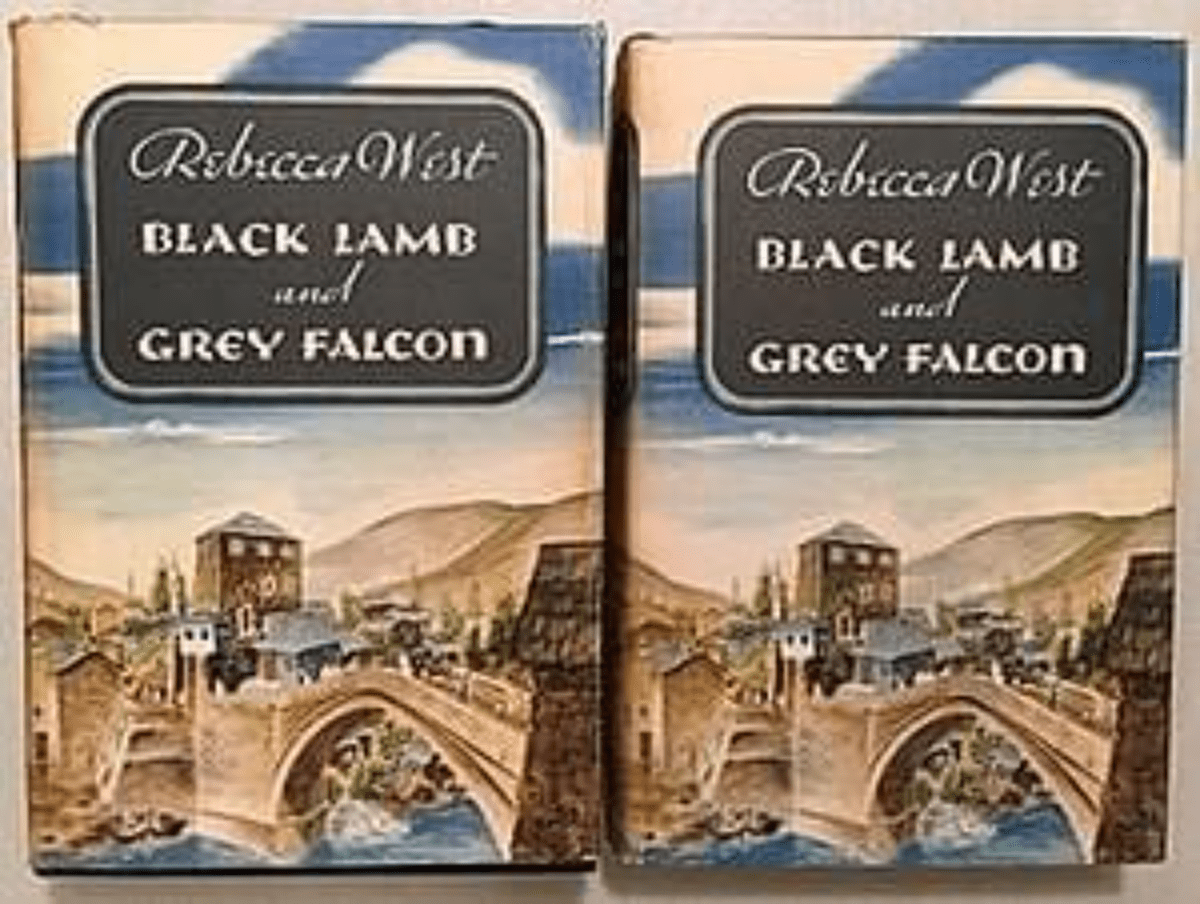 Rebecca West
BLACK LAMB
and
GREY FALCON
Rebecca West
BLACK LAMB
and
GREY FALCON